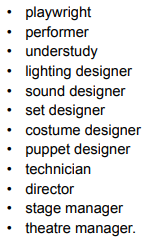 • playwright
• performer
• understudy
• lighting designer
• sound designer
• set designer
• costume designer
• puppet designer
• technician
• director
• stage manager
• theatre manager.